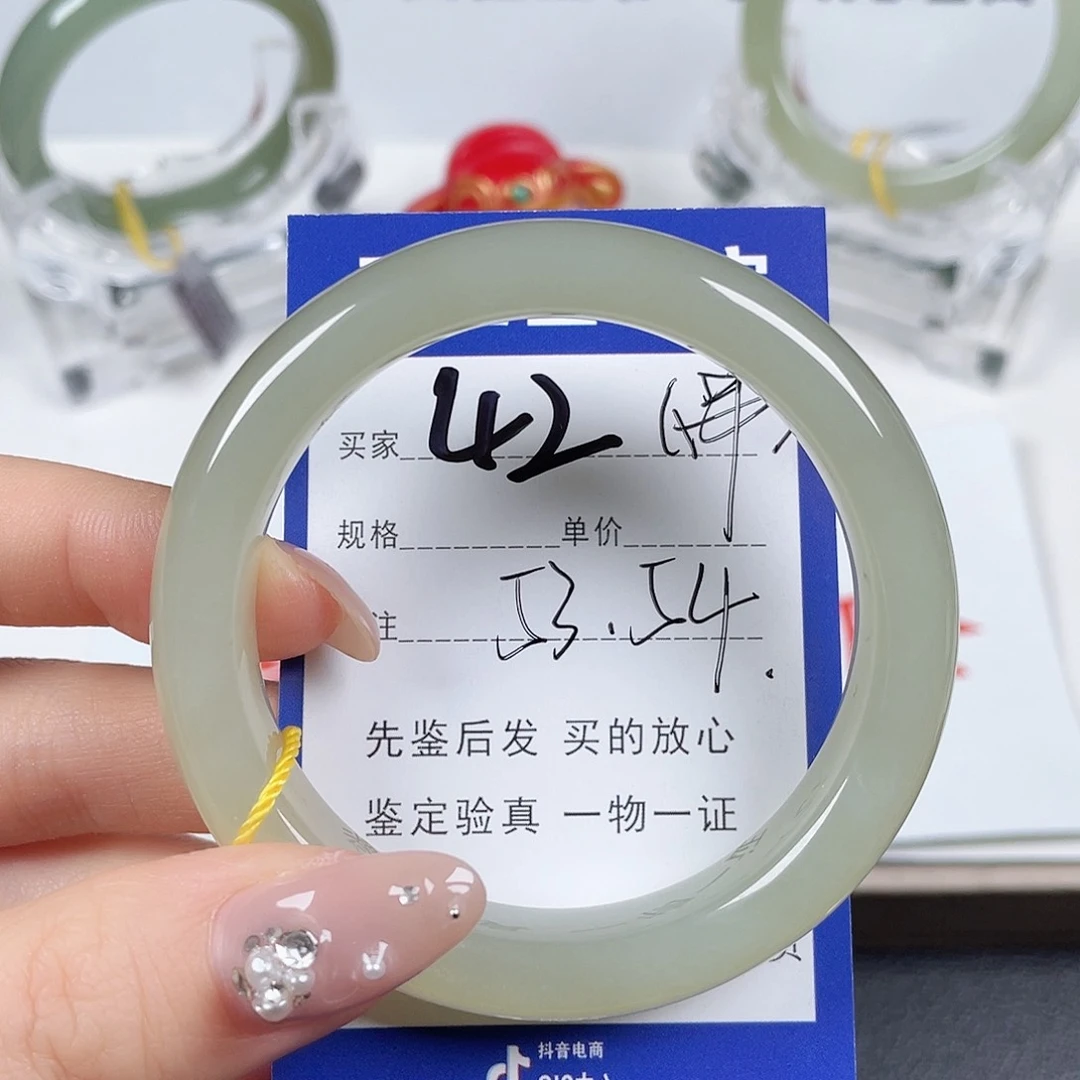 买家 42
规格 单价
注 53.54.
先鉴后发 买的放心
鉴定验真 一物一证
抖音电商